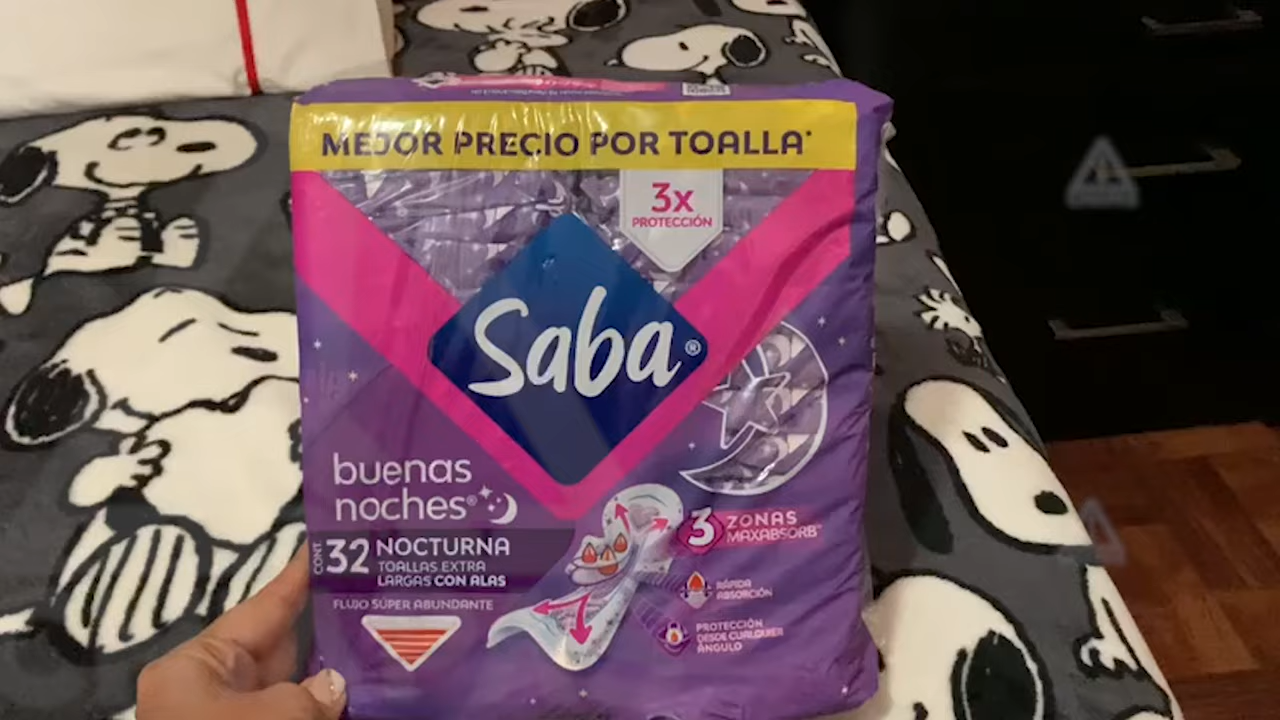 MEJOR PRECIO POR TOALLA*
3x
PROTECCIÓN
Saba®
buenas
noches®
CONT. 32 NOCTURNA
TOALLAS EXTRA
LARGAS CON ALAS
FLUJO SÚPER ABUNDANTE
3 ZONAS
MAXABSORB
RÁPIDA
ABSORCIÓN
PROTECCIÓN
DESDE CUALQUIER
ÁNGULO